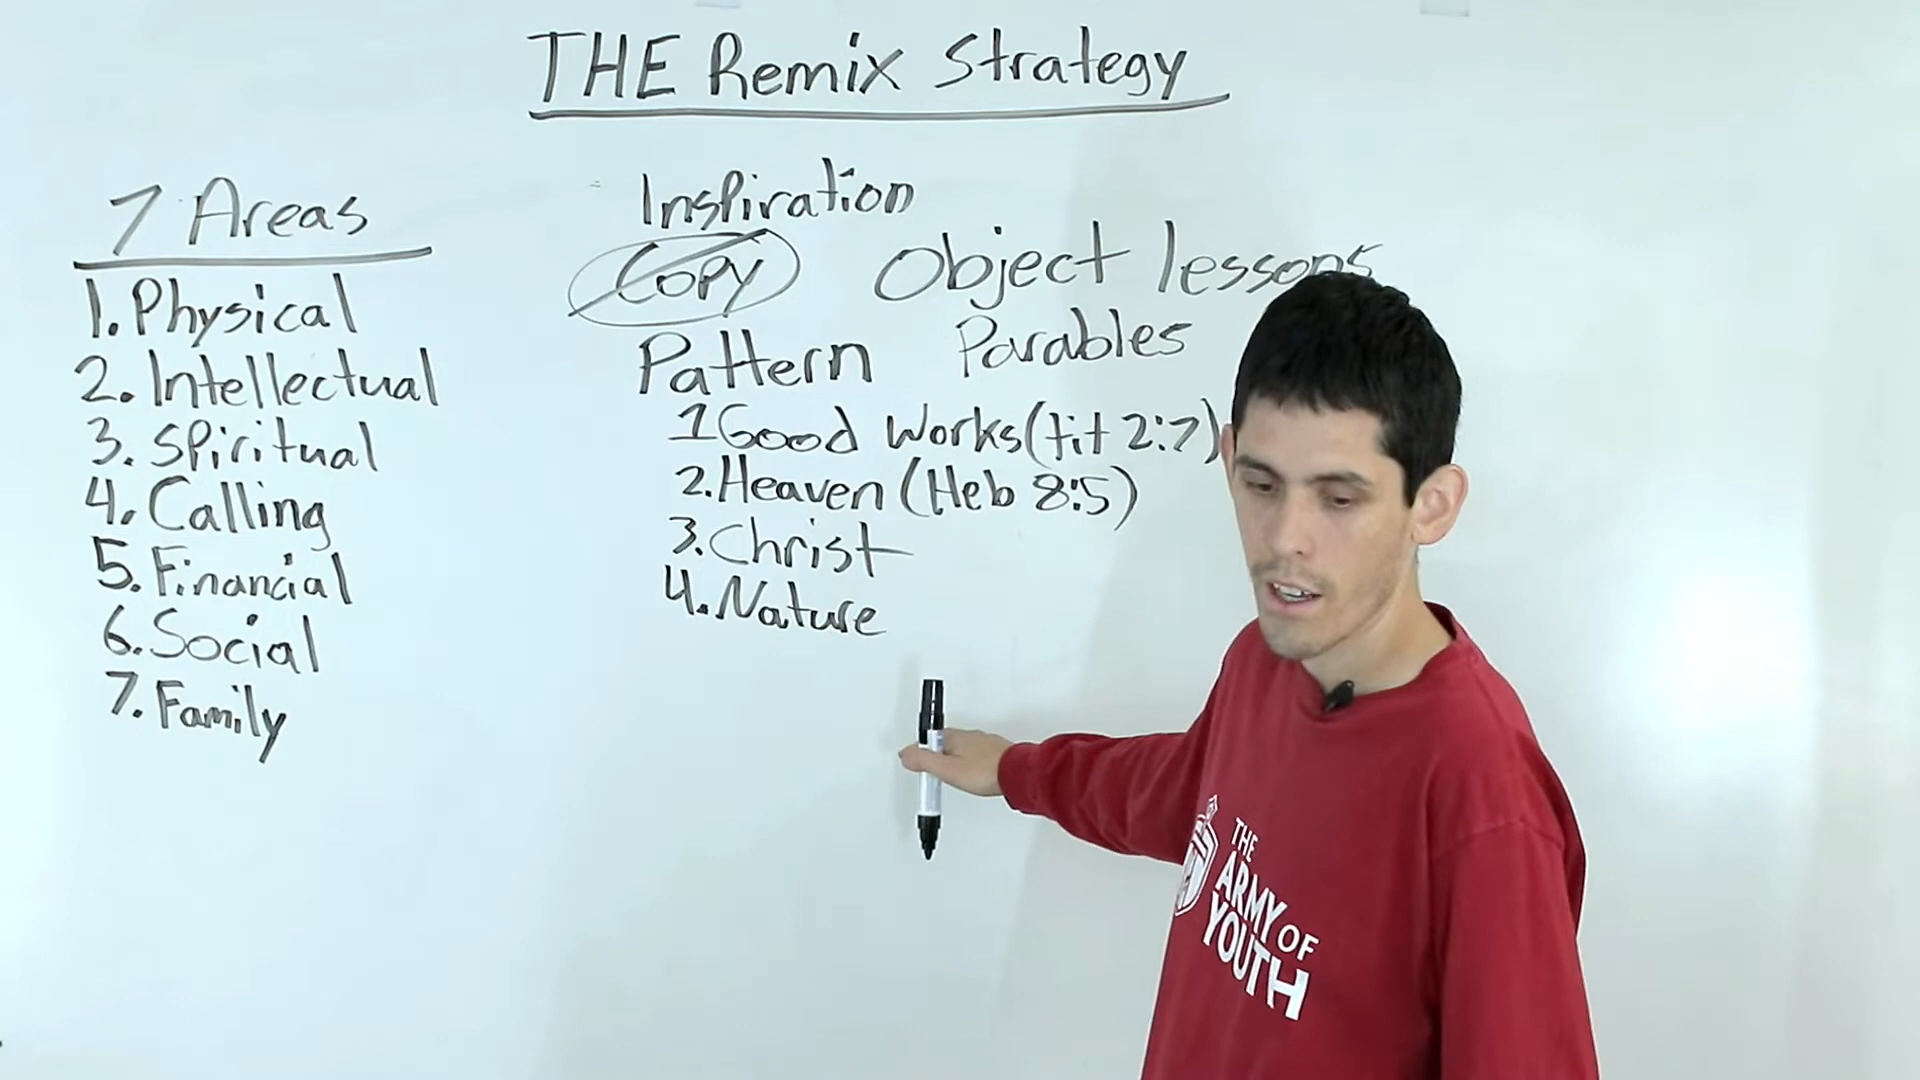 THE Remix Strategy
7 Areas
1. Physical
2. Intellectual
3. Spiritual
4. Calling
5. Financial
6. Social
7. Family
Inspiration
Copy Object lessons
Pattern Parables
1 Good Works (tit 2:7)
2. Heaven (Heb 8:5)
3. Christ
4. Nature
THE
ARMY OF
YOUTH